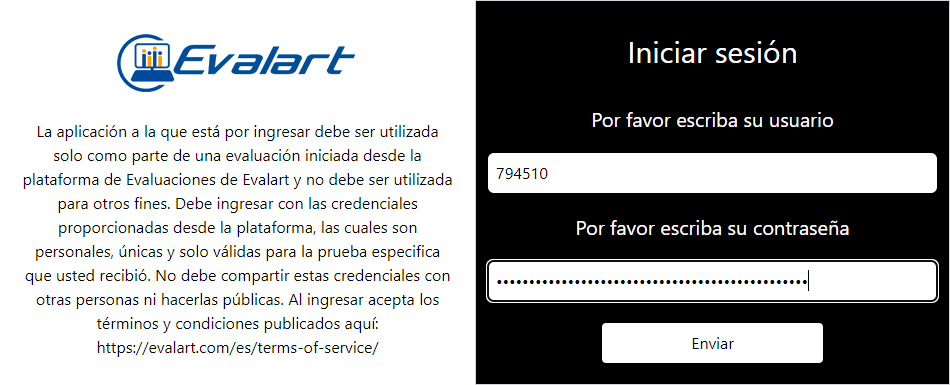 Evalart
La aplicación a la que está por ingresar debe ser utilizada
solo como parte de una evaluación iniciada desde la
plataforma de Evaluaciones de Evalart y no debe ser utilizada
para otros fines. Debe ingresar con las credenciales
proporcionadas desde la plataforma, las cuales son
personales, únicas y solo válidas para la prueba especifica
que usted recibió. No debe compartir estas credenciales con
otras personas ni hacerlas públicas. Al ingresar acepta los
términos y condiciones publicados aquí:
https://evalart.com/es/terms-of-service/
Iniciar sesión
Por favor escriba su usuario
794510
Por favor escriba su contraseña
Enviar